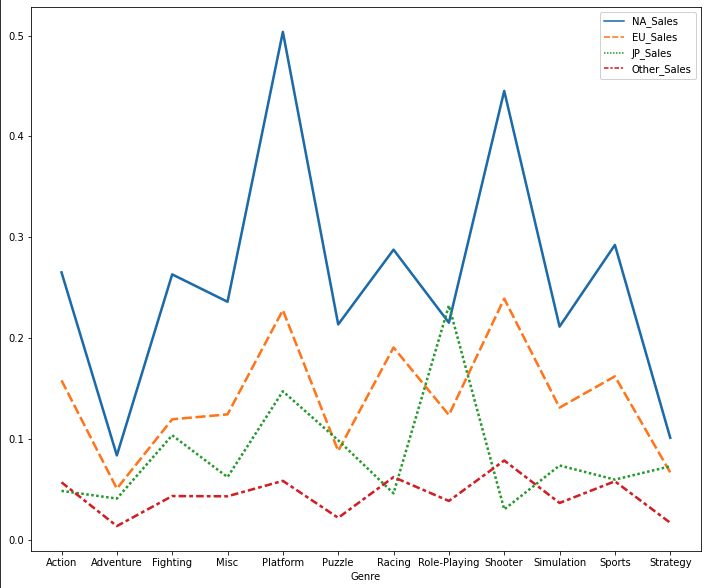 NA_Sales
EU_Sales
JP_Sales
Other_Sales
0.5
0.4
0.3
0.2
0.1
0.0
Action Adventure Fighting Misc Platform Puzzle Racing Role-Playing Shooter Simulation Sports Strategy
Genre